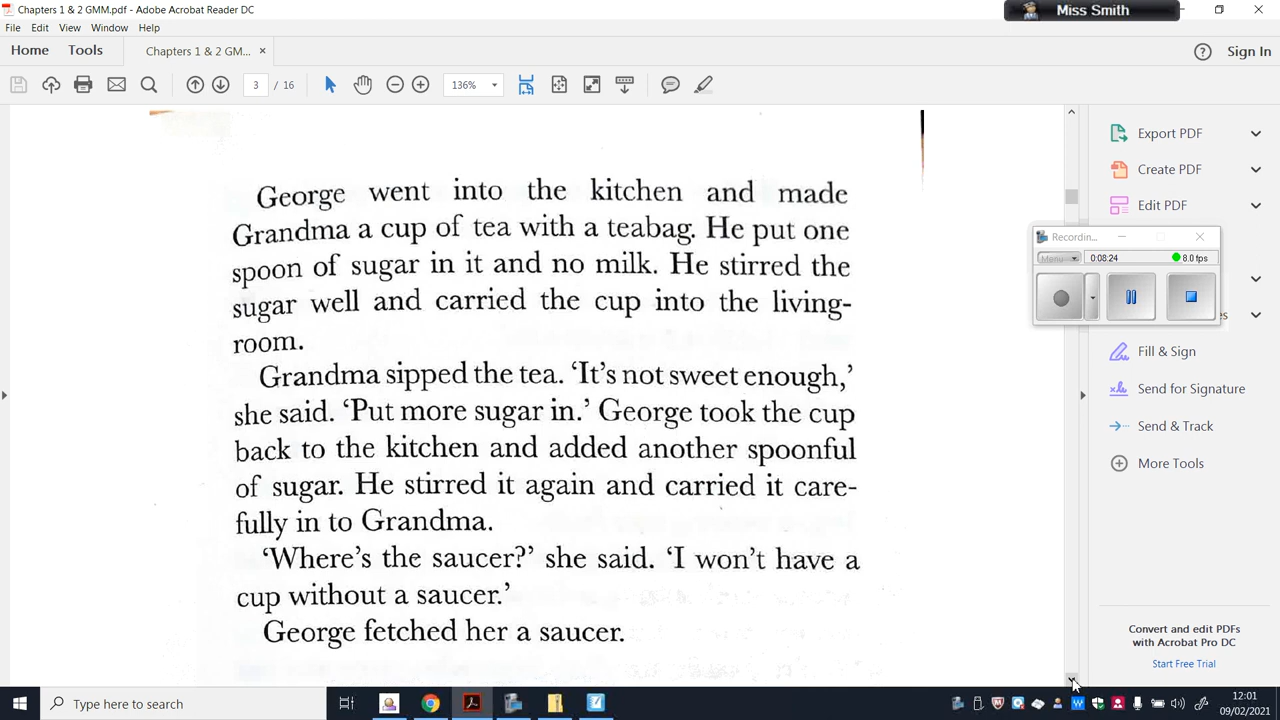 Chapters 1 & 2 GMM.pdf - Adobe Acrobat Reader DC
Miss Smith
File Edit View Window Help
Home Tools Chapters 1 & 2 GM... ×
Sign In
3 / 16 136%
George went into the kitchen and made
Grandma a cup of tea with a teabag. He put one
spoon of sugar in it and no milk. He stirred the
sugar well and carried the cup into the living-
room.
Grandma sipped the tea. ‘It’s not sweet enough,’
she said. ‘Put more sugar in.’ George took the cup
back to the kitchen and added another spoonful
of sugar. He stirred it again and carried it care-
fully in to Grandma.
‘Where’s the saucer?’ she said. ‘I won’t have a
cup without a saucer.’
George fetched her a saucer.
Export PDF
Create PDF
Edit PDF
Recordin...
Menu 0:08:24 8.0 fps
Fill & Sign
Send for Signature
Send & Track
More Tools
Convert and edit PDFs
with Acrobat Pro DC
Start Free Trial
Type here to search
12:01
09/02/2021